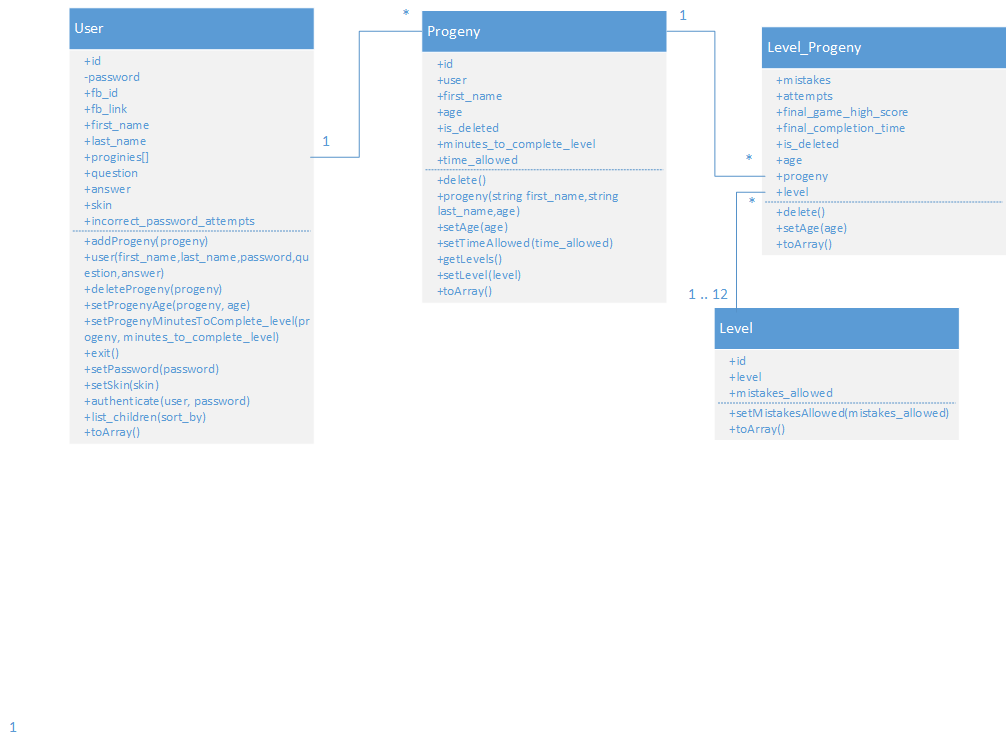 User
+id
-password
+fb_id
+fb_link
+first_name
+last_name
+proginies[]
+question
+answer
+skin
+incorrect_password_attempts
+addProgeny(progeny)
+user(first_name,last_name,password,qu
estion,answer)
+deleteProgeny(progeny)
+setProgenyAge(progeny, age)
+setProgenyMinutesToComplete_level(pr
ogeny, minutes_to_complete_level)
+exit()
+setPassword(password)
+setSkin(skin)
+authenticate(user, password)
+list_children(sort_by)
+toArray()
1
*
Progeny
+id
+user
+first_name
+age
+is_deleted
+minutes_to_complete_level
+time_allowed
+delete()
+progeny(string first_name,string
last_name,age)
+setAge(age)
+setTimeAllowed(time_allowed)
+getLevels()
+setLevel(level)
+toArray()
1
*
Level_Progeny
+mistakes
+attempts
+final_game_high_score
+final_completion_time
+is_deleted
+age
+progeny
+level
+delete()
+setAge(age)
+toArray()
*
1 .. 12
Level
+id
+level
+mistakes_allowed
+setMistakesAllowed(mistakes_allowed)
+toArray()
1